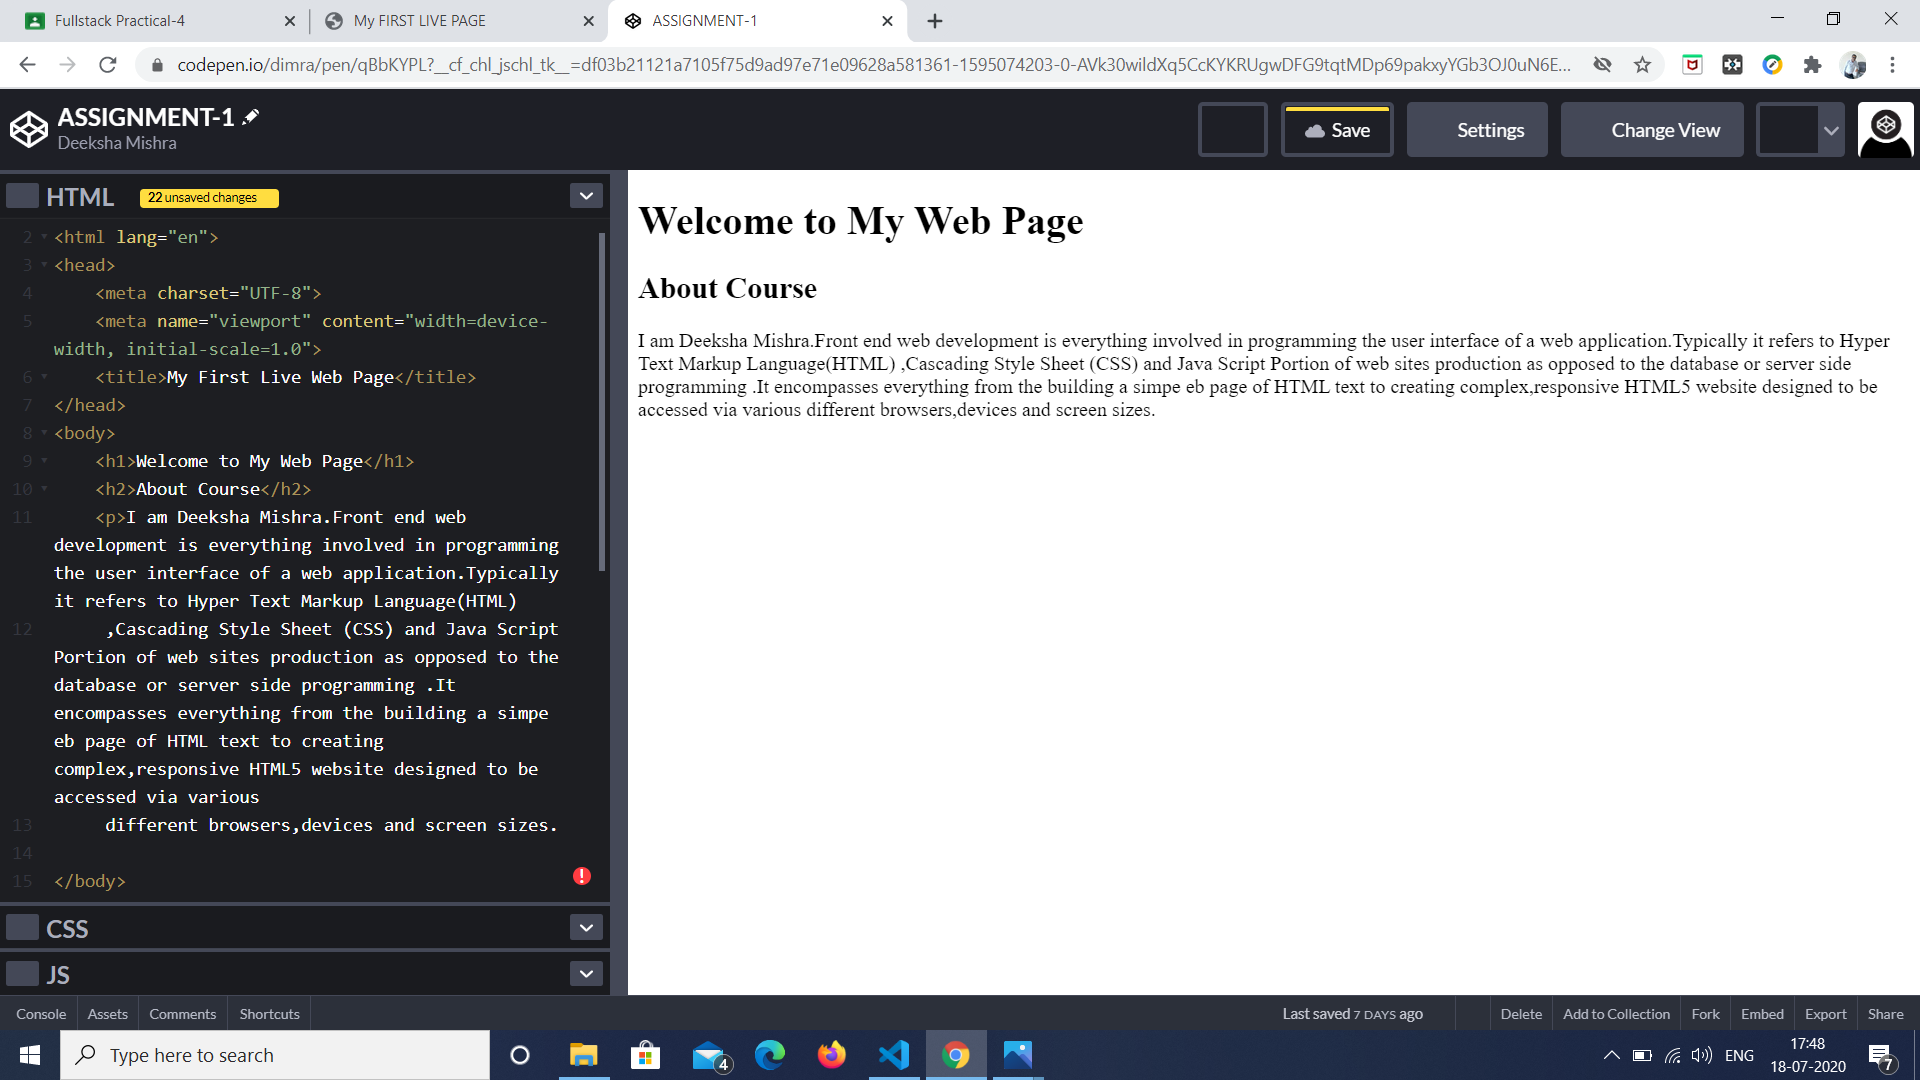 Fullstack Practical-4
My FIRST LIVE PAGE
ASSIGNMENT-1
codepen.io/dimra/pen/qBbKYPL?__cf_chl_jschl_tk__=df03b21121a7105f75d9ad97e71e09628a581361-1595074203-0-AVk30wildXq5CcKYKRUgwDFG9tqtMDp69pakxyYGb3OJ0uN6E...
ASSIGNMENT-1
Deeksha Mishra
Save
Settings
Change View
HTML
22 unsaved changes
2 <html lang="en">
3 <head>
4 <meta charset="UTF-8">
5 <meta name="viewport" content="width=device-
width, initial-scale=1.0">
6 <title>My First Live Web Page</title>
7 </head>
8 <body>
9 <h1>Welcome to My Web Page</h1>
10 <h2>About Course</h2>
11 <p>I am Deeksha Mishra.Front end web
development is everything involved in programming
the user interface of a web application.Typically
it refers to Hyper Text Markup Language(HTML)
12 ,Cascading Style Sheet (CSS) and Java Script
Portion of web sites production as opposed to the
database or server side programming .It
encompasses everything from the building a simpe
eb page of HTML text to creating
complex,responsive HTML5 website designed to be
accessed via various
13 different browsers,devices and screen sizes.
14
15 </body>
CSS
JS
Welcome to My Web Page
About Course
I am Deeksha Mishra.Front end web development is everything involved in programming the user interface of a web application.Typically it refers to Hyper
Text Markup Language(HTML) ,Cascading Style Sheet (CSS) and Java Script Portion of web sites production as opposed to the database or server side
programming .It encompasses everything from the building a simpe eb page of HTML text to creating complex,responsive HTML5 website designed to be
accessed via various different browsers,devices and screen sizes.
Console
Assets
Comments
Shortcuts
Last saved 7 DAYS ago
Delete
Add to Collection
Fork
Embed
Export
Share
Type here to search
4
ENG
17:48
18-07-2020
7